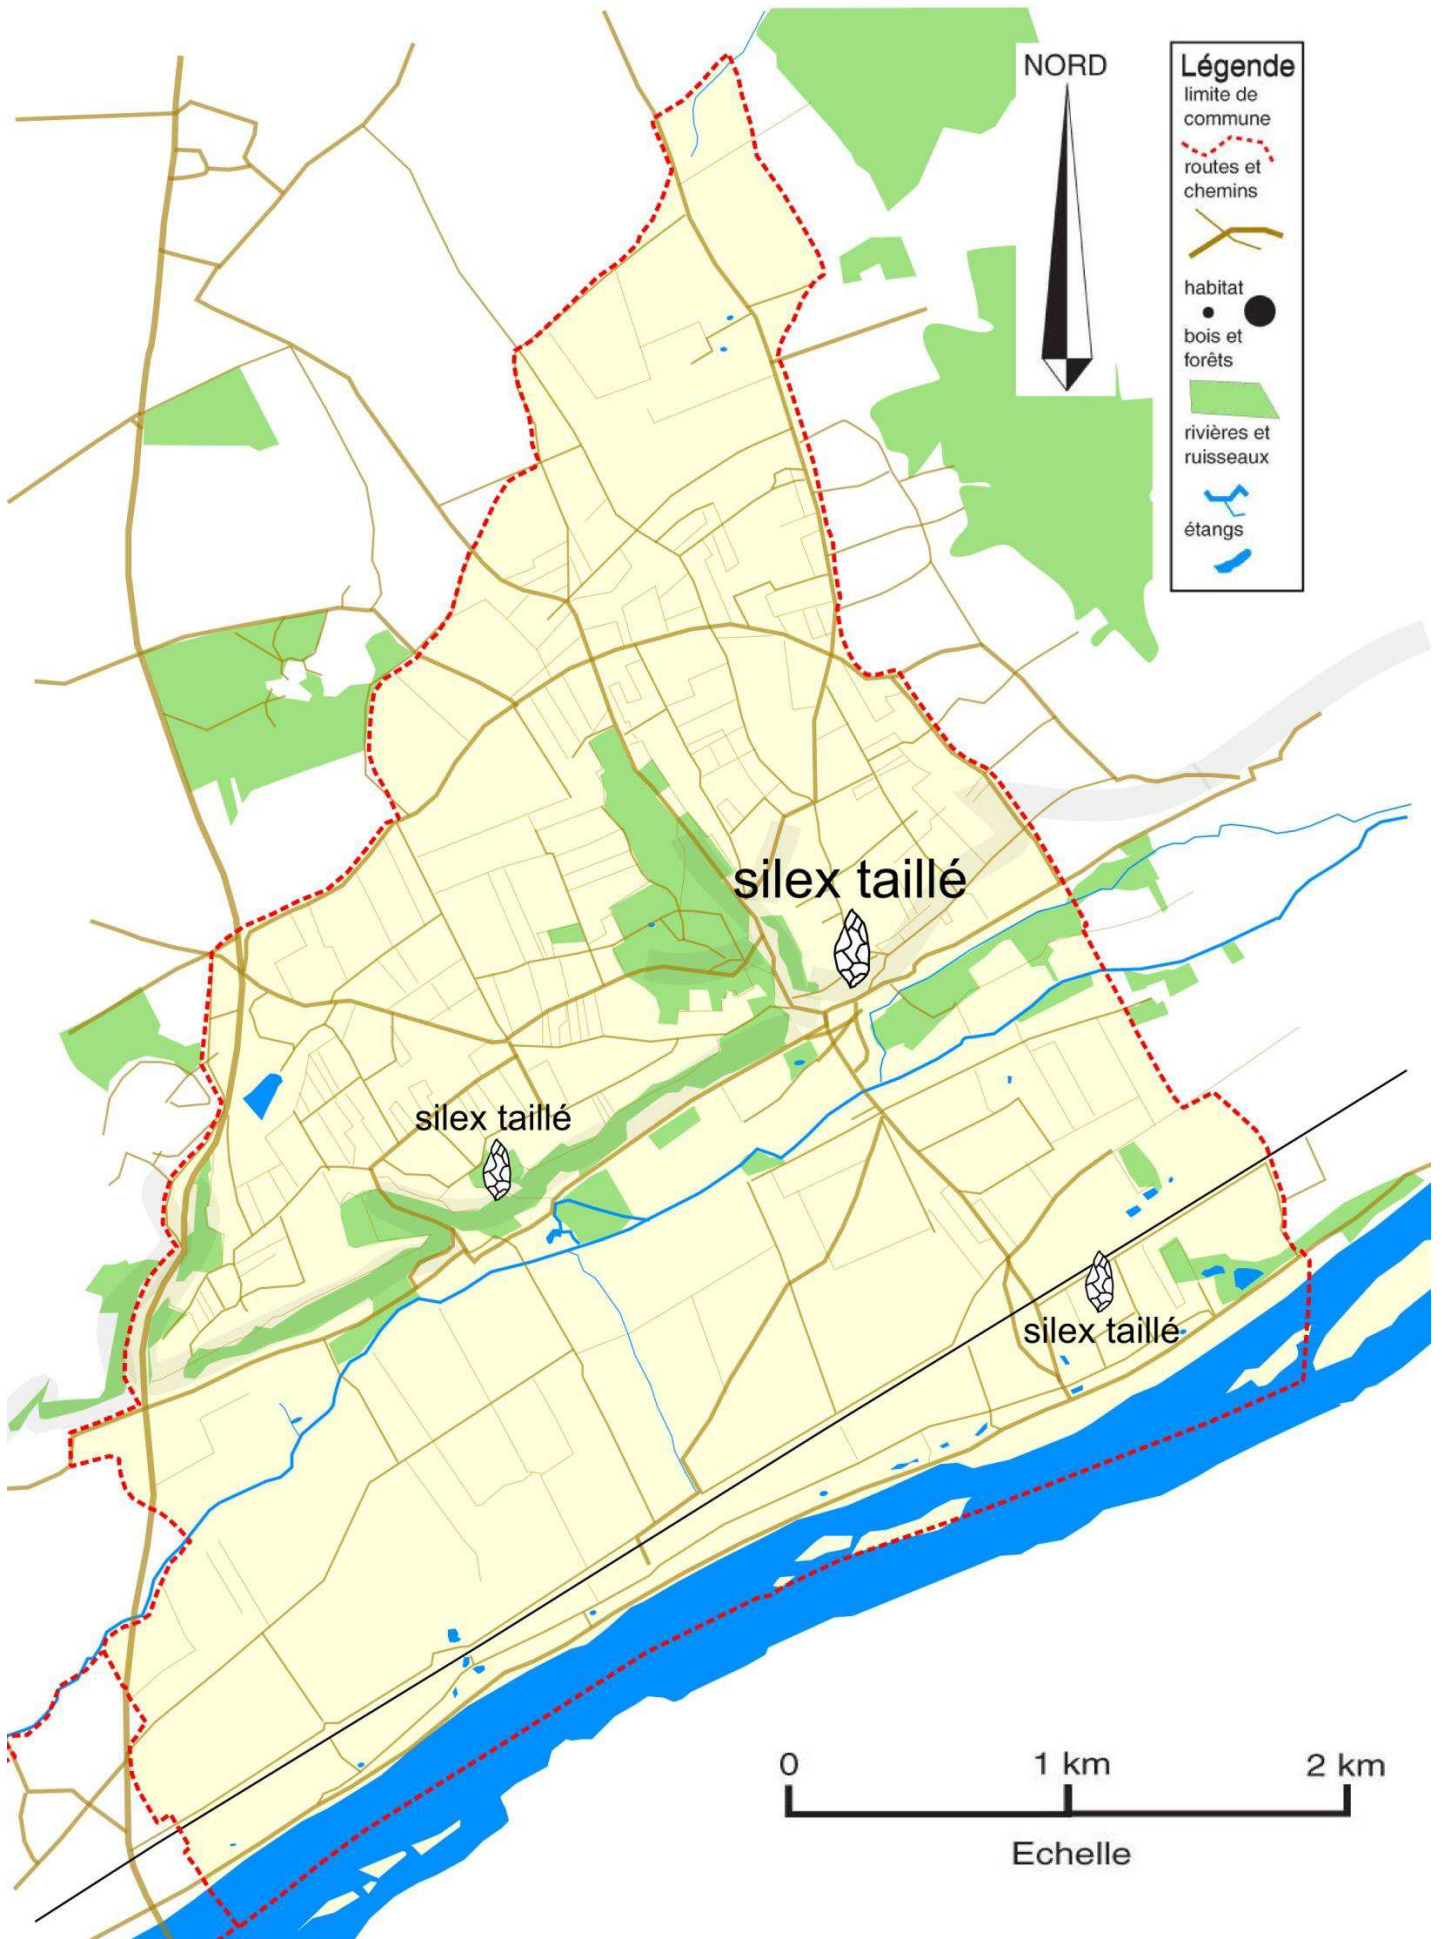 NORD
Légende
limite de
commune
routes et
chemins
habitat
bois et
forêts
rivières et
ruisseaux
étangs
silex taillé
silex taillé
silex taillé
0 1 km 2 km
Echelle